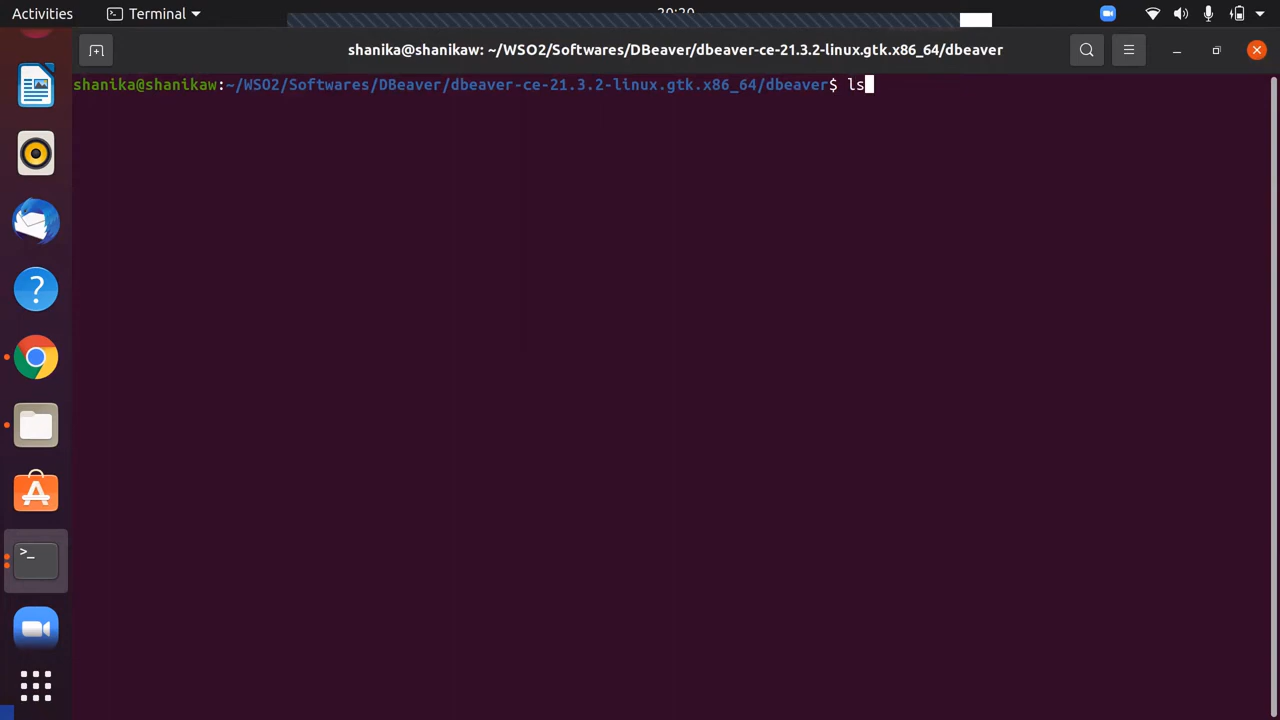 Activities
Terminal
shanika@shanikaw: ~/WSO2/Softwares/DBeaver/dbeaver-ce-21.3.2-linux.gtk.x86_64/dbeaver
shanika@shanikaw:~/WSO2/Softwares/DBeaver/dbeaver-ce-21.3.2-linux.gtk.x86_64/dbeaver$ ls